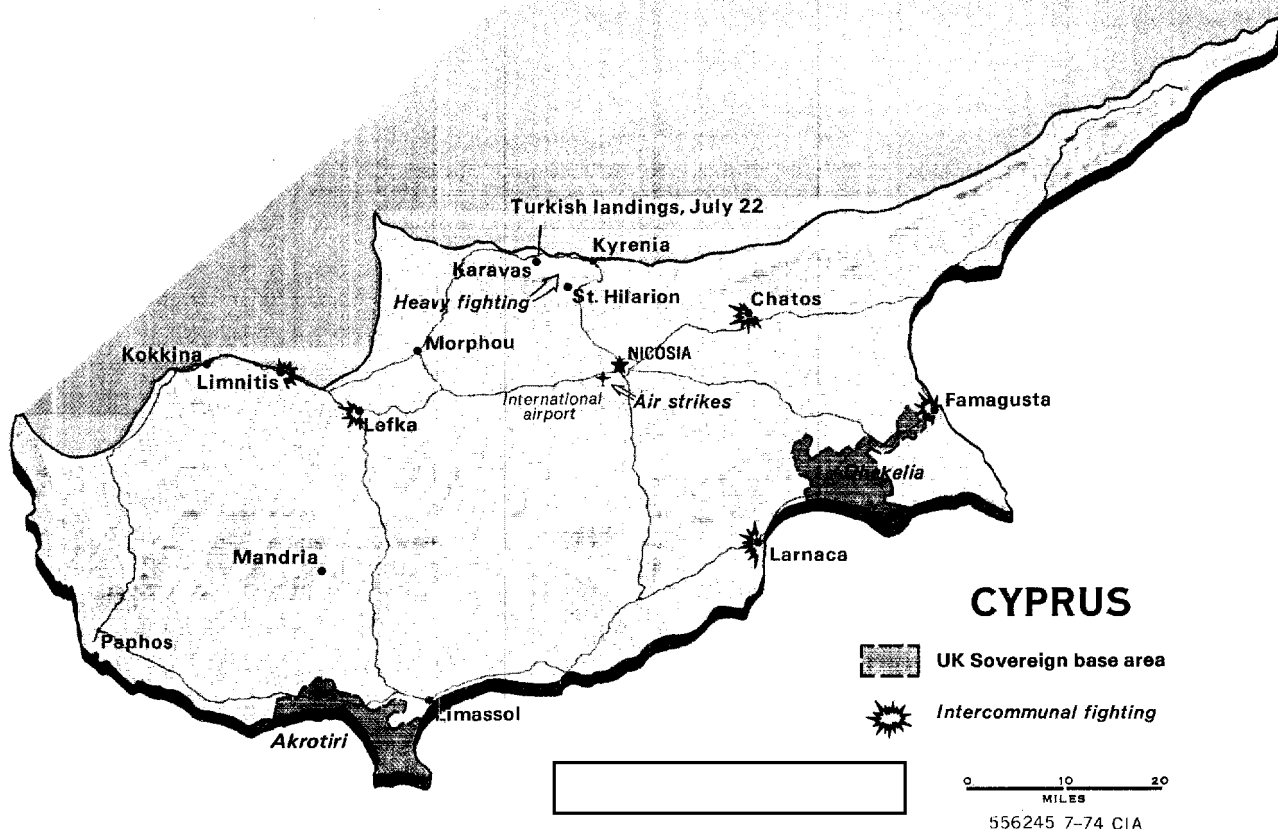 Turkish landings, July 22
Kyrenia
Karavas
Heavy fighting
St. Hilarion
Chatos
Kokkina
Morphou
NICOSIA
Limnitis
International
airport
Air strikes
Famagusta
Lefka
Dhekelia
Mandria
Larnaca
CYPRUS
Paphos
UK Sovereign base area
Intercommunal fighting
Limassol
Akrotiri
0 10 20
MILES
556245 7-74 CIA